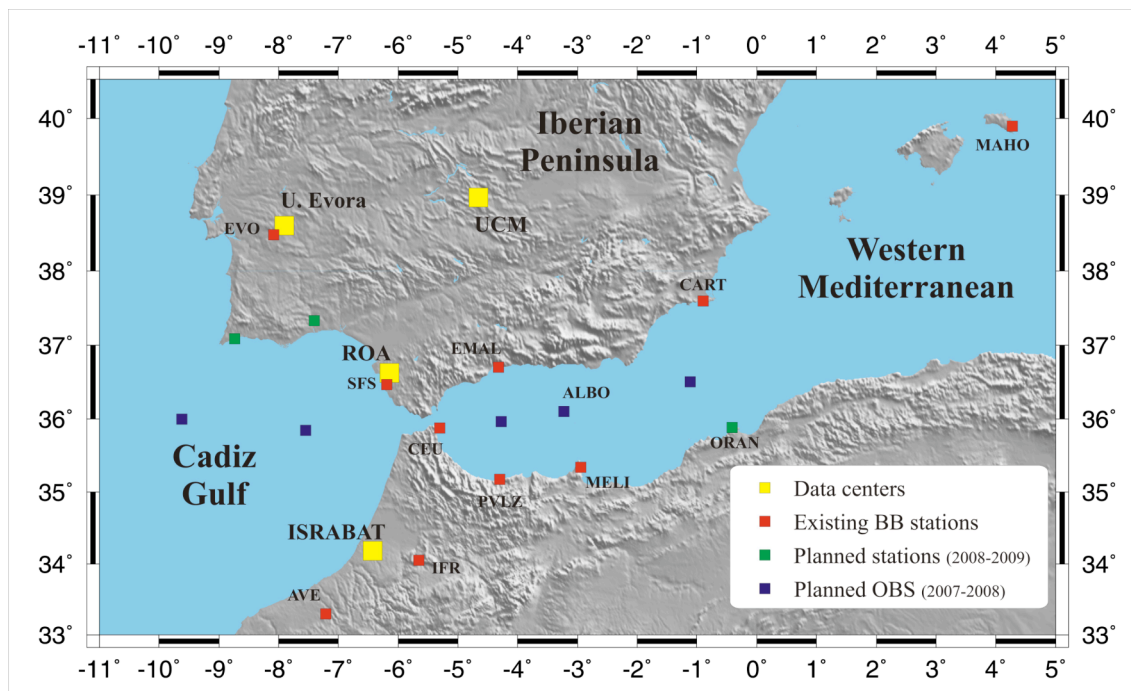 -11° -10° -9° -8° -7° -6° -5° -4° -3° -2° -1° 0° 1° 2° 3° 4° 5°
40° 40°
Iberian
Peninsula
MAHO
39° 39°
U. Evora
UCM
EVO
Western
Mediterranean
38° 38°
CART
37° 37°
ROA
EMAL
SFS
ALBO
36° 36°
CEU
ORAN
Cadiz
Gulf
MELI
PVLZ
35° 35°
Data centers
Existing BB stations
Planned stations (2008-2009)
Planned OBS (2007-2008)
ISRABAT
34° 34°
IFR
AVE
33° 33°
-11° -10° -9° -8° -7° -6° -5° -4° -3° -2° -1° 0° 1° 2° 3° 4° 5°